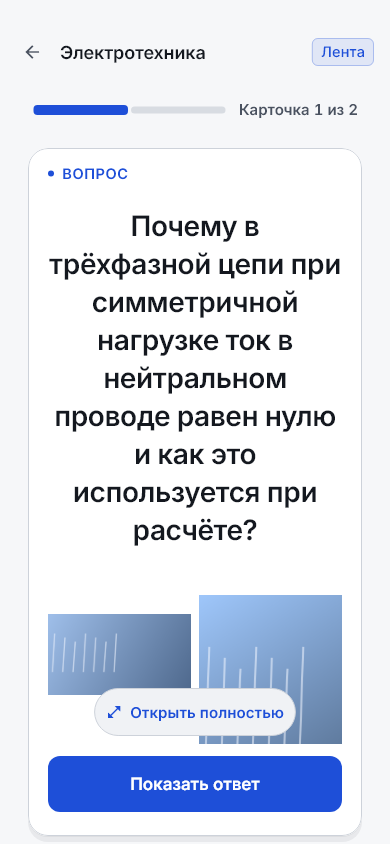 Электротехника
Лента
Карточка 1 из 2
ВОПРОС
Почему в
трёхфазной цепи при
симметричной
нагрузке ток в
нейтральном
проводе равен нулю
и как это
используется при
расчёте?
Открыть полностью
Показать ответ